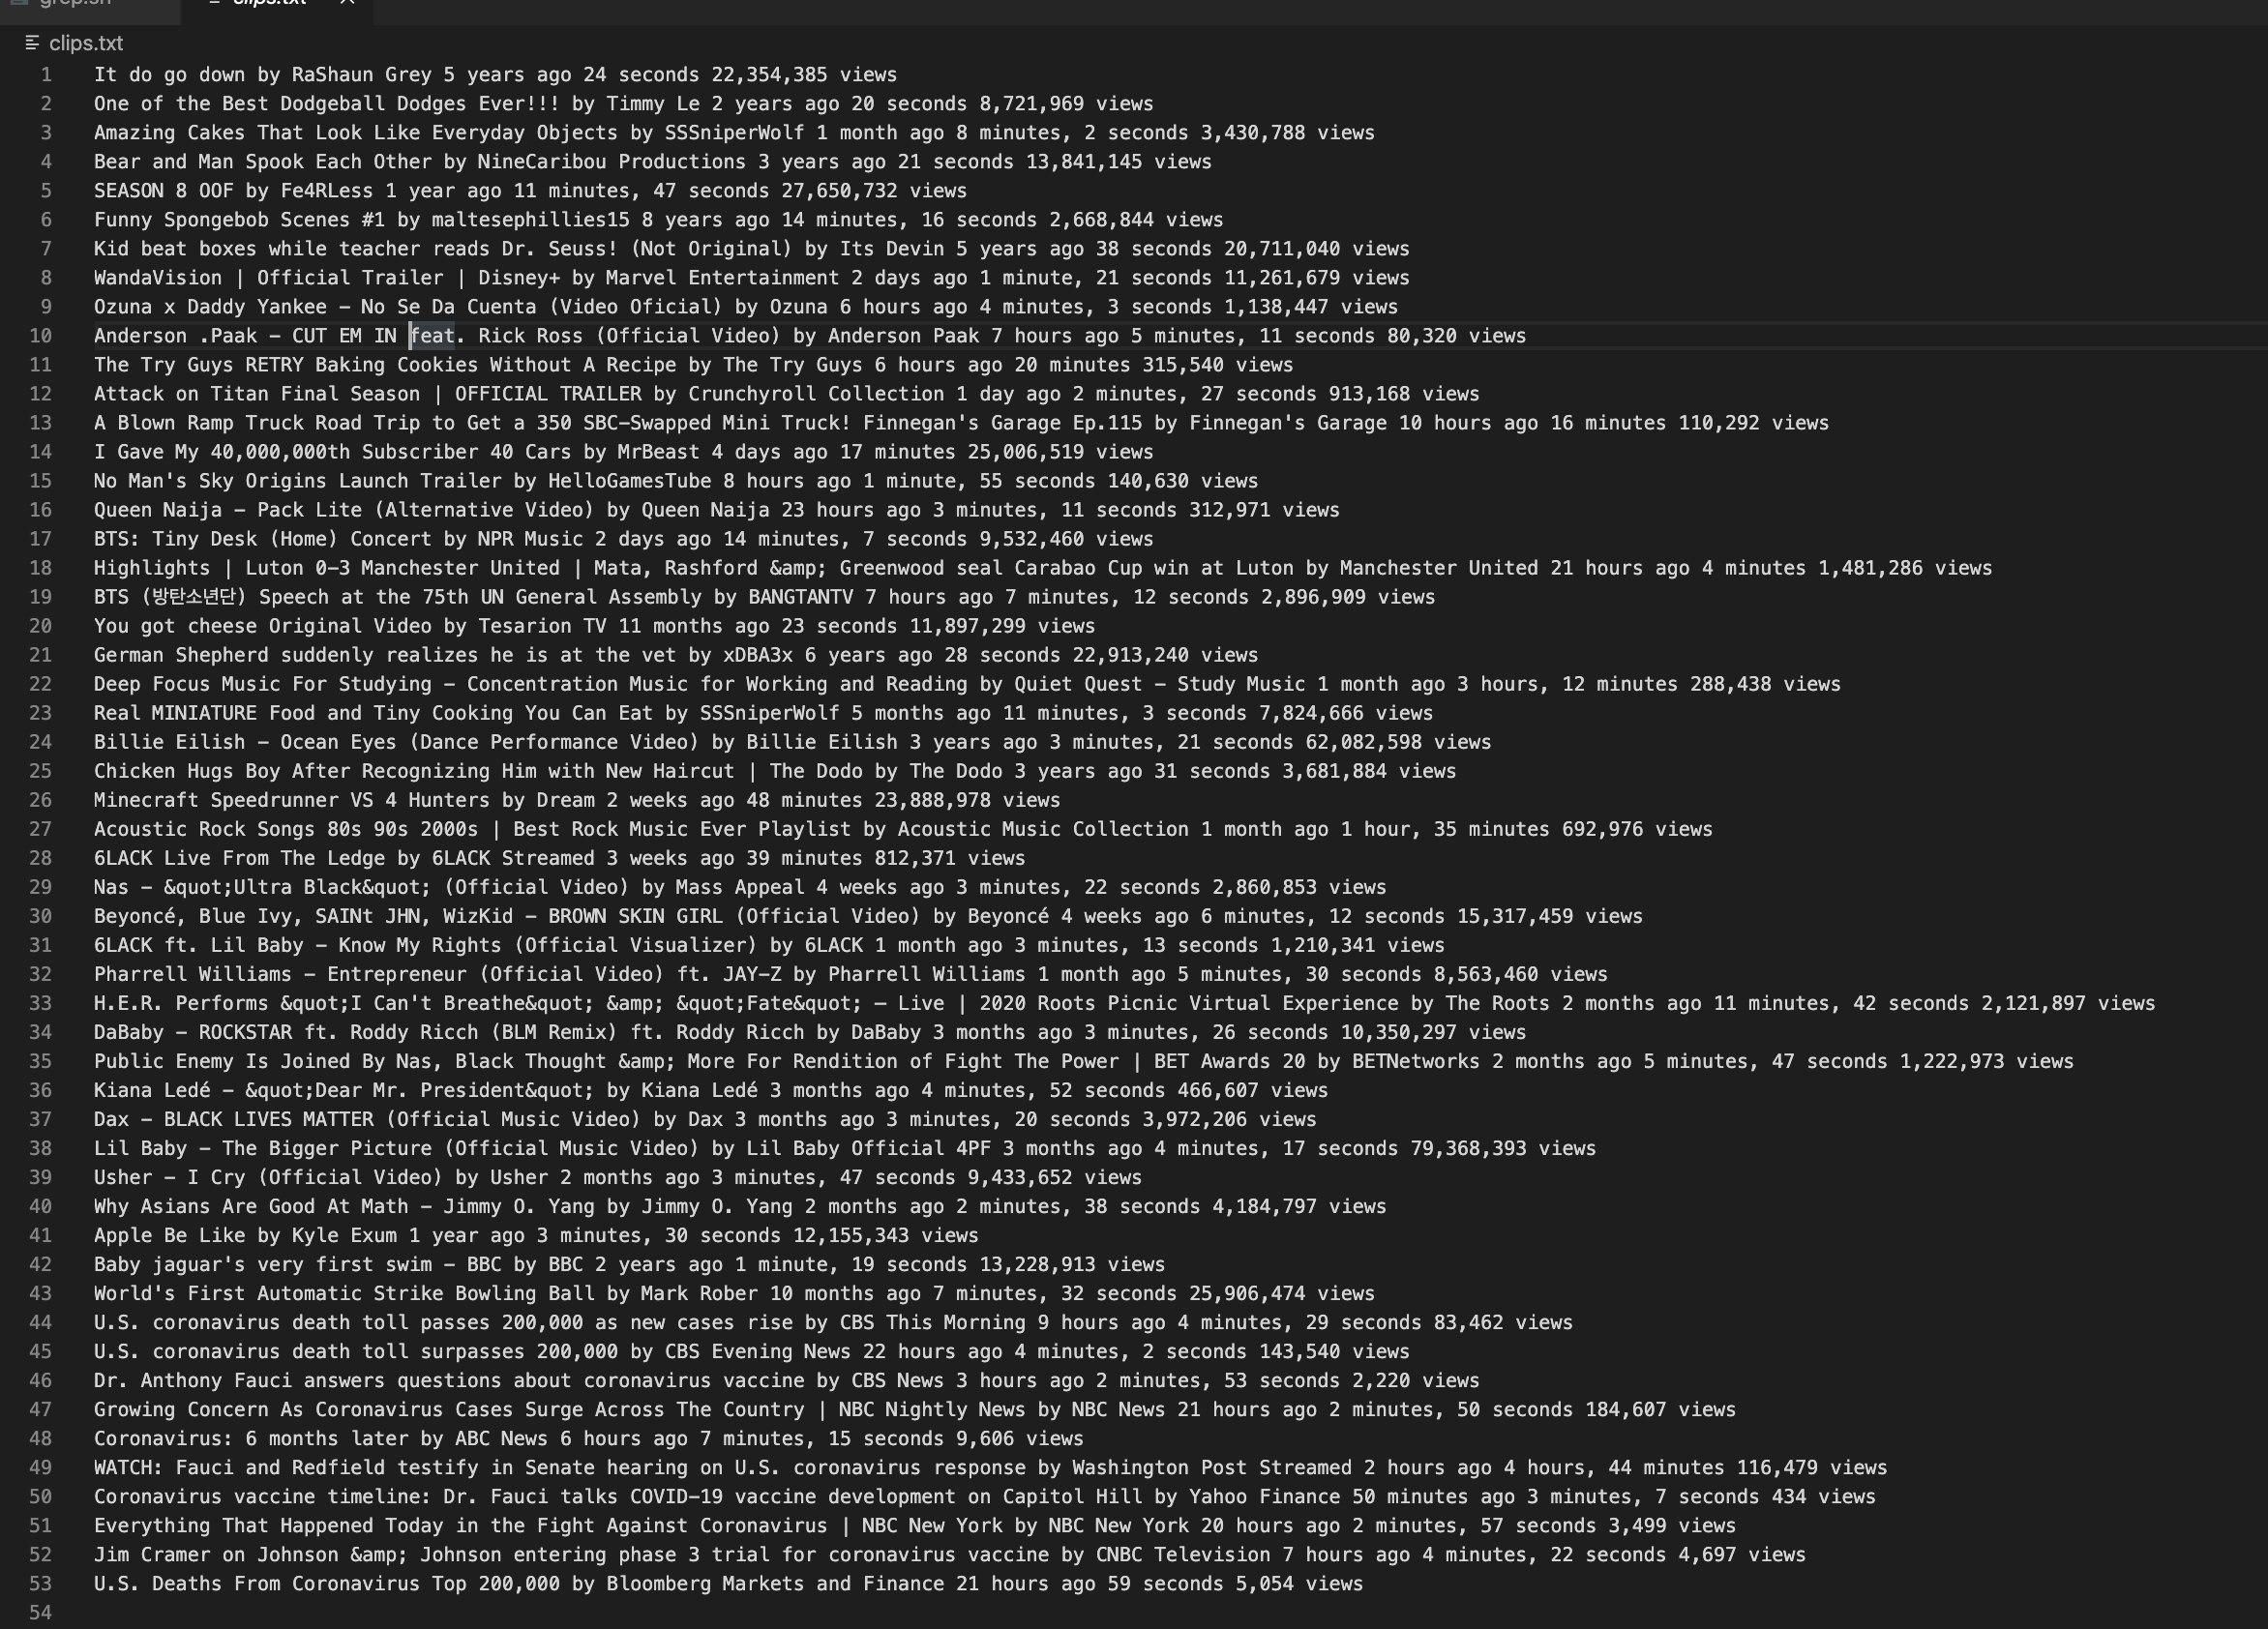 clips.txt
clips.txt
1 It do go down by RaShaun Grey 5 years ago 24 seconds 22,354,385 views
2 One of the Best Dodgeball Dodges Ever!!! by Timmy Le 2 years ago 20 seconds 8,721,969 views
3 Amazing Cakes That Look Like Everyday Objects by SSSniperWolf 1 month ago 8 minutes, 2 seconds 3,430,788 views
4 Bear and Man Spook Each Other by NineCaribou Productions 3 years ago 21 seconds 13,841,145 views
5 SEASON 8 OOF by Fe4RLess 1 year ago 11 minutes, 47 seconds 27,650,732 views
6 Funny Spongebob Scenes #1 by maltesephillies15 8 years ago 14 minutes, 16 seconds 2,668,844 views
7 Kid beat boxes while teacher reads Dr. Seuss! (Not Original) by Its Devin 5 years ago 38 seconds 20,711,040 views
8 WandaVision | Official Trailer | Disney+ by Marvel Entertainment 2 days ago 1 minute, 21 seconds 11,261,679 views
9 Ozuna x Daddy Yankee - No Se Da Cuenta (Video Oficial) by Ozuna 6 hours ago 4 minutes, 3 seconds 1,138,447 views
10 Anderson .Paak - CUT EM IN feat. Rick Ross (Official Video) by Anderson Paak 7 hours ago 5 minutes, 11 seconds 80,320 views
11 The Try Guys RETRY Baking Cookies Without A Recipe by The Try Guys 6 hours ago 20 minutes 315,540 views
12 Attack on Titan Final Season | OFFICIAL TRAILER by Crunchyroll Collection 1 day ago 2 minutes, 27 seconds 913,168 views
13 A Blown Ramp Truck Road Trip to Get a 350 SBC-Swapped Mini Truck! Finnegan's Garage Ep.115 by Finnegan's Garage 10 hours ago 16 minutes 110,292 views
14 I Gave My 40,000,000th Subscriber 40 Cars by MrBeast 4 days ago 17 minutes 25,006,519 views
15 No Man's Sky Origins Launch Trailer by HelloGamesTube 8 hours ago 1 minute, 55 seconds 140,630 views
16 Queen Naija - Pack Lite (Alternative Video) by Queen Naija 23 hours ago 3 minutes, 11 seconds 312,971 views
17 BTS: Tiny Desk (Home) Concert by NPR Music 2 days ago 14 minutes, 7 seconds 9,532,460 views
18 Highlights | Luton 0-3 Manchester United | Mata, Rashford &amp; Greenwood seal Carabao Cup win at Luton by Manchester United 21 hours ago 4 minutes 1,481,286 views
19 BTS (방탄소년단) Speech at the 75th UN General Assembly by BANGTANTV 7 hours ago 7 minutes, 12 seconds 2,896,909 views
20 You got cheese Original Video by Tesarion TV 11 months ago 23 seconds 11,897,299 views
21 German Shepherd suddenly realizes he is at the vet by xDBA3x 6 years ago 28 seconds 22,913,240 views
22 Deep Focus Music For Studying - Concentration Music for Working and Reading by Quiet Quest - Study Music 1 month ago 3 hours, 12 minutes 288,438 views
23 Real MINIATURE Food and Tiny Cooking You Can Eat by SSSniperWolf 5 months ago 11 minutes, 3 seconds 7,824,666 views
24 Billie Eilish - Ocean Eyes (Dance Performance Video) by Billie Eilish 3 years ago 3 minutes, 21 seconds 62,082,598 views
25 Chicken Hugs Boy After Recognizing Him with New Haircut | The Dodo by The Dodo 3 years ago 31 seconds 3,681,884 views
26 Minecraft Speedrunner VS 4 Hunters by Dream 2 weeks ago 48 minutes 23,888,978 views
27 Acoustic Rock Songs 80s 90s 2000s | Best Rock Music Ever Playlist by Acoustic Music Collection 1 month ago 1 hour, 35 minutes 692,976 views
28 6LACK Live From The Ledge by 6LACK Streamed 3 weeks ago 39 minutes 812,371 views
29 Nas - &quot;Ultra Black&quot; (Official Video) by Mass Appeal 4 weeks ago 3 minutes, 22 seconds 2,860,853 views
30 Beyoncé, Blue Ivy, SAINt JHN, WizKid - BROWN SKIN GIRL (Official Video) by Beyoncé 4 weeks ago 6 minutes, 12 seconds 15,317,459 views
31 6LACK ft. Lil Baby - Know My Rights (Official Visualizer) by 6LACK 1 month ago 3 minutes, 13 seconds 1,210,341 views
32 Pharrell Williams - Entrepreneur (Official Video) ft. JAY-Z by Pharrell Williams 1 month ago 5 minutes, 30 seconds 8,563,460 views
33 H.E.R. Performs &quot;I Can't Breathe&quot; &amp; &quot;Fate&quot; – Live | 2020 Roots Picnic Virtual Experience by The Roots 2 months ago 11 minutes, 42 seconds 2,121,897 views
34 DaBaby - ROCKSTAR ft. Roddy Ricch (BLM Remix) ft. Roddy Ricch by DaBaby 3 months ago 3 minutes, 26 seconds 10,350,297 views
35 Public Enemy Is Joined By Nas, Black Thought &amp; More For Rendition of Fight The Power | BET Awards 20 by BETNetworks 2 months ago 5 minutes, 47 seconds 1,222,973 views
36 Kiana Ledé - &quot;Dear Mr. President&quot; by Kiana Ledé 3 months ago 4 minutes, 52 seconds 466,607 views
37 Dax - BLACK LIVES MATTER (Official Music Video) by Dax 3 months ago 3 minutes, 20 seconds 3,972,206 views
38 Lil Baby - The Bigger Picture (Official Music Video) by Lil Baby Official 4PF 3 months ago 4 minutes, 17 seconds 79,368,393 views
39 Usher - I Cry (Official Video) by Usher 2 months ago 3 minutes, 47 seconds 9,433,652 views
40 Why Asians Are Good At Math - Jimmy O. Yang by Jimmy O. Yang 2 months ago 2 minutes, 38 seconds 4,184,797 views
41 Apple Be Like by Kyle Exum 1 year ago 3 minutes, 30 seconds 12,155,343 views
42 Baby jaguar's very first swim - BBC by BBC 2 years ago 1 minute, 19 seconds 13,228,913 views
43 World's First Automatic Strike Bowling Ball by Mark Rober 10 months ago 7 minutes, 32 seconds 25,906,474 views
44 U.S. coronavirus death toll passes 200,000 as new cases rise by CBS This Morning 9 hours ago 4 minutes, 29 seconds 83,462 views
45 U.S. coronavirus death toll surpasses 200,000 by CBS Evening News 22 hours ago 4 minutes, 2 seconds 143,540 views
46 Dr. Anthony Fauci answers questions about coronavirus vaccine by CBS News 3 hours ago 2 minutes, 53 seconds 2,220 views
47 Growing Concern As Coronavirus Cases Surge Across The Country | NBC Nightly News by NBC News 21 hours ago 2 minutes, 50 seconds 184,607 views
48 Coronavirus: 6 months later by ABC News 6 hours ago 7 minutes, 15 seconds 9,606 views
49 WATCH: Fauci and Redfield testify in Senate hearing on U.S. coronavirus response by Washington Post Streamed 2 hours ago 4 hours, 44 minutes 116,479 views
50 Coronavirus vaccine timeline: Dr. Fauci talks COVID-19 vaccine development on Capitol Hill by Yahoo Finance 50 minutes ago 3 minutes, 7 seconds 434 views
51 Everything That Happened Today in the Fight Against Coronavirus | NBC New York by NBC New York 20 hours ago 2 minutes, 57 seconds 3,499 views
52 Jim Cramer on Johnson &amp; Johnson entering phase 3 trial for coronavirus vaccine by CNBC Television 7 hours ago 4 minutes, 22 seconds 4,697 views
53 U.S. Deaths From Coronavirus Top 200,000 by Bloomberg Markets and Finance 21 hours ago 59 seconds 5,054 views
54